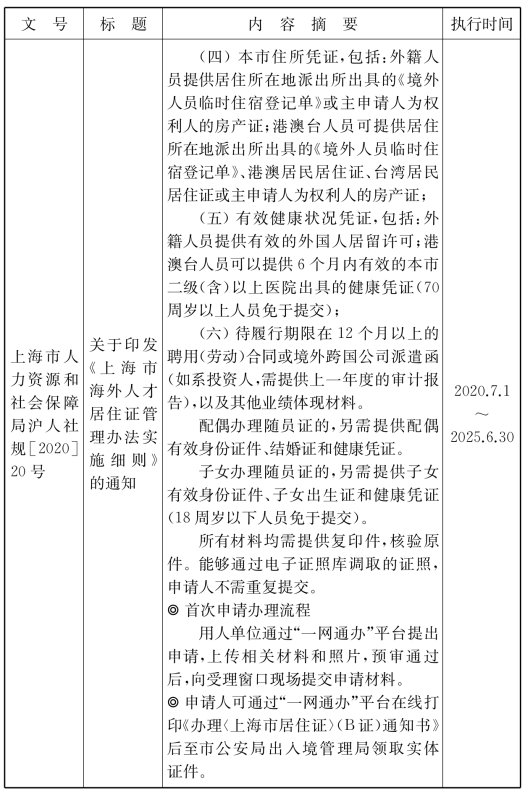 文号 标题 内容摘要 执行时间
上海市人
力资源和
社会保障
局沪人社
规[2020]
20号
关于印发
《上海市
海外人才
居住证管
理办法实
施细则》
的通知
(四)本市住所凭证,包括:外籍人
员提供居住所在地派出所出具的《境外
人员临时住宿登记单》或主申请人为权
利人的房产证;港澳台人员可提供居住
所在地派出所出具的《境外人员临时住
宿登记单》、港澳居民居住证、台湾居民
居住证或主申请人为权利人的房产证;
(五)有效健康状况凭证,包括:外
籍人员提供有效的外国人居留许可;港
澳台人员可以提供6个月内有效的本市
二级(含)以上医院出具的健康凭证(70
周岁以上人员免于提交);
(六)待履行期限在12个月以上的
聘用(劳动)合同或境外跨国公司派遣函
(如系投资人,需提供上一年度的审计报
告),以及其他业绩体现材料。
配偶办理随员证的,另需提供配偶
有效身份证件、结婚证和健康凭证。
子女办理随员证的,另需提供子女
有效身份证件、子女出生证和健康凭证
(18周岁以下人员免于提交)。
所有材料均需提供复印件,核验原
件。能够通过电子证照库调取的证照,
申请人不需重复提交。
◎ 首次申请办理流程
用人单位通过“一网通办”平台提出
申请,上传相关材料和照片,预审通过
后,向受理窗口现场提交申请材料。
◎ 申请人可通过“一网通办”平台在线打
印《办理〈上海市居住证〉(B证)通知书》
后至市公安局出入境管理局领取实体
证件。
2020.7.1
~
2025.6.30